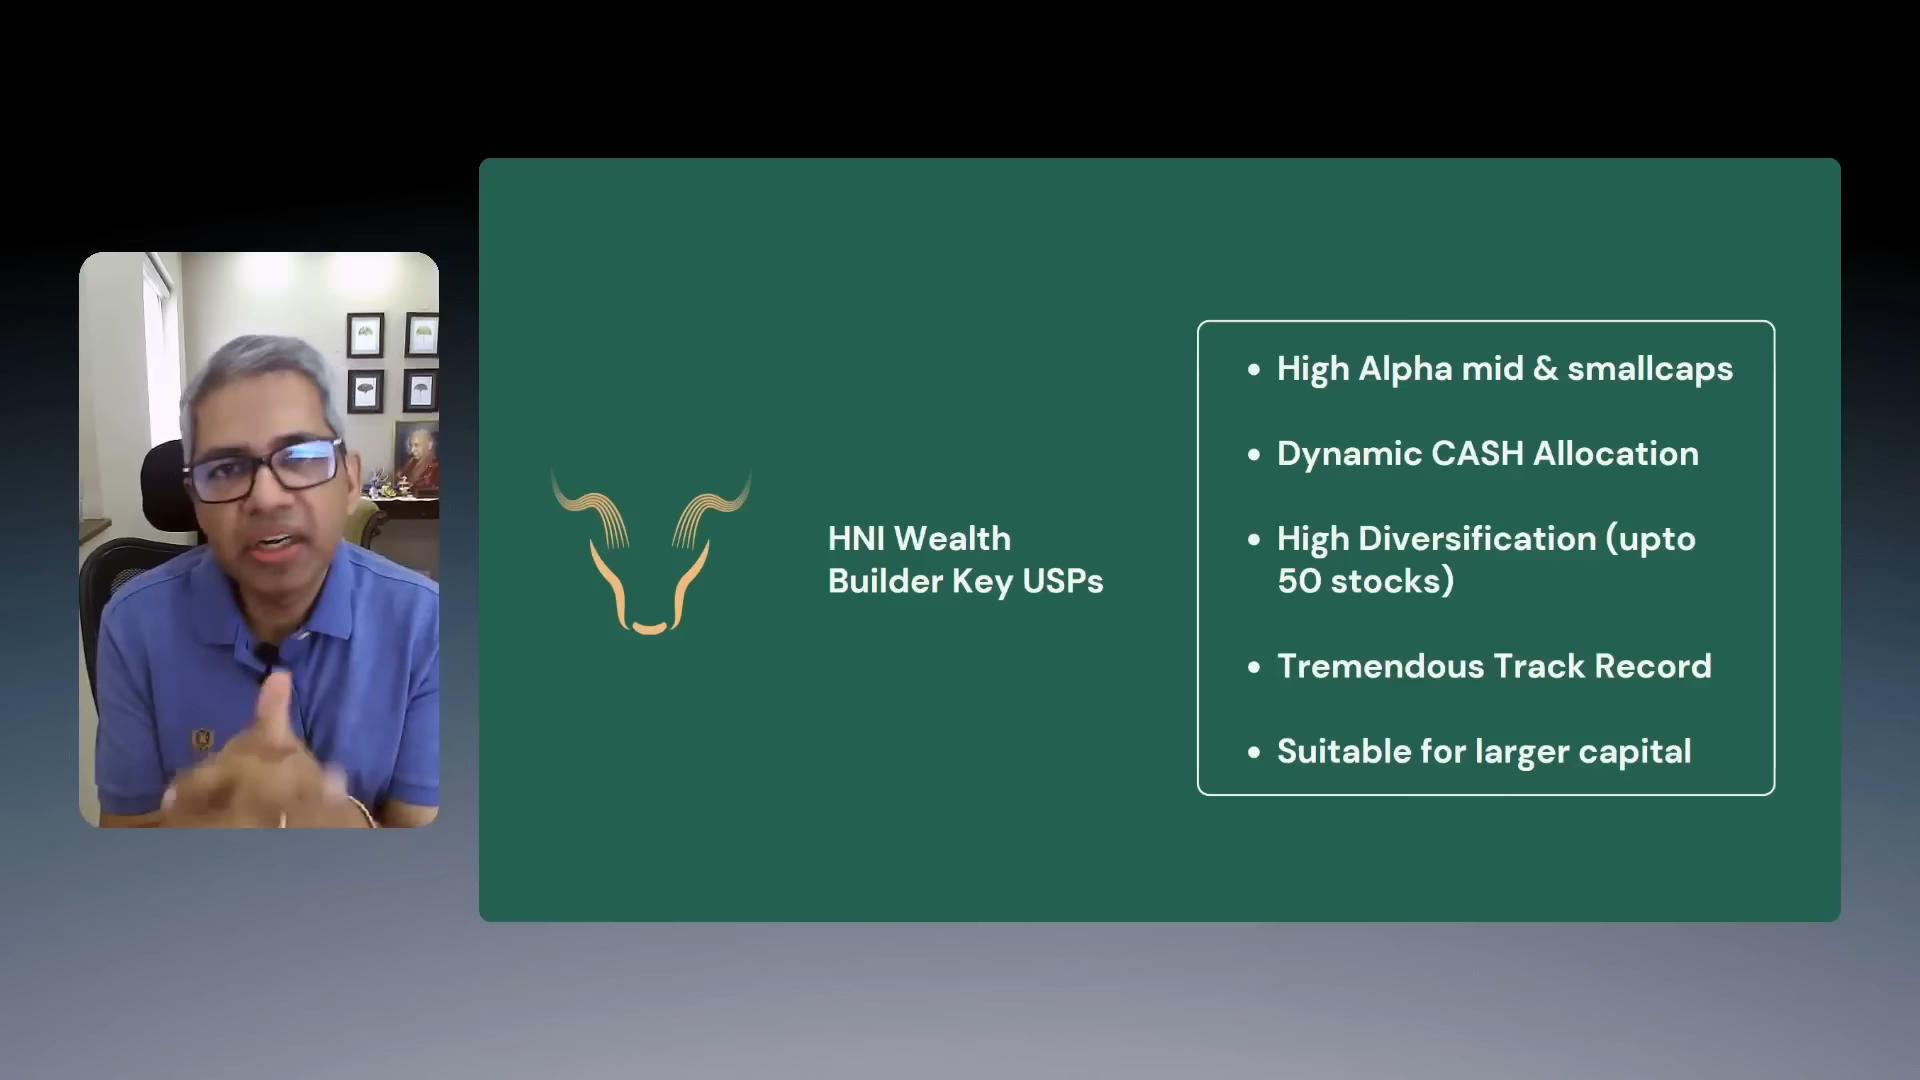 HNI Wealth
Builder Key USPs
• High Alpha mid & smallcaps
• Dynamic CASH Allocation
• High Diversification (upto
50 stocks)
• Tremendous Track Record
• Suitable for larger capital